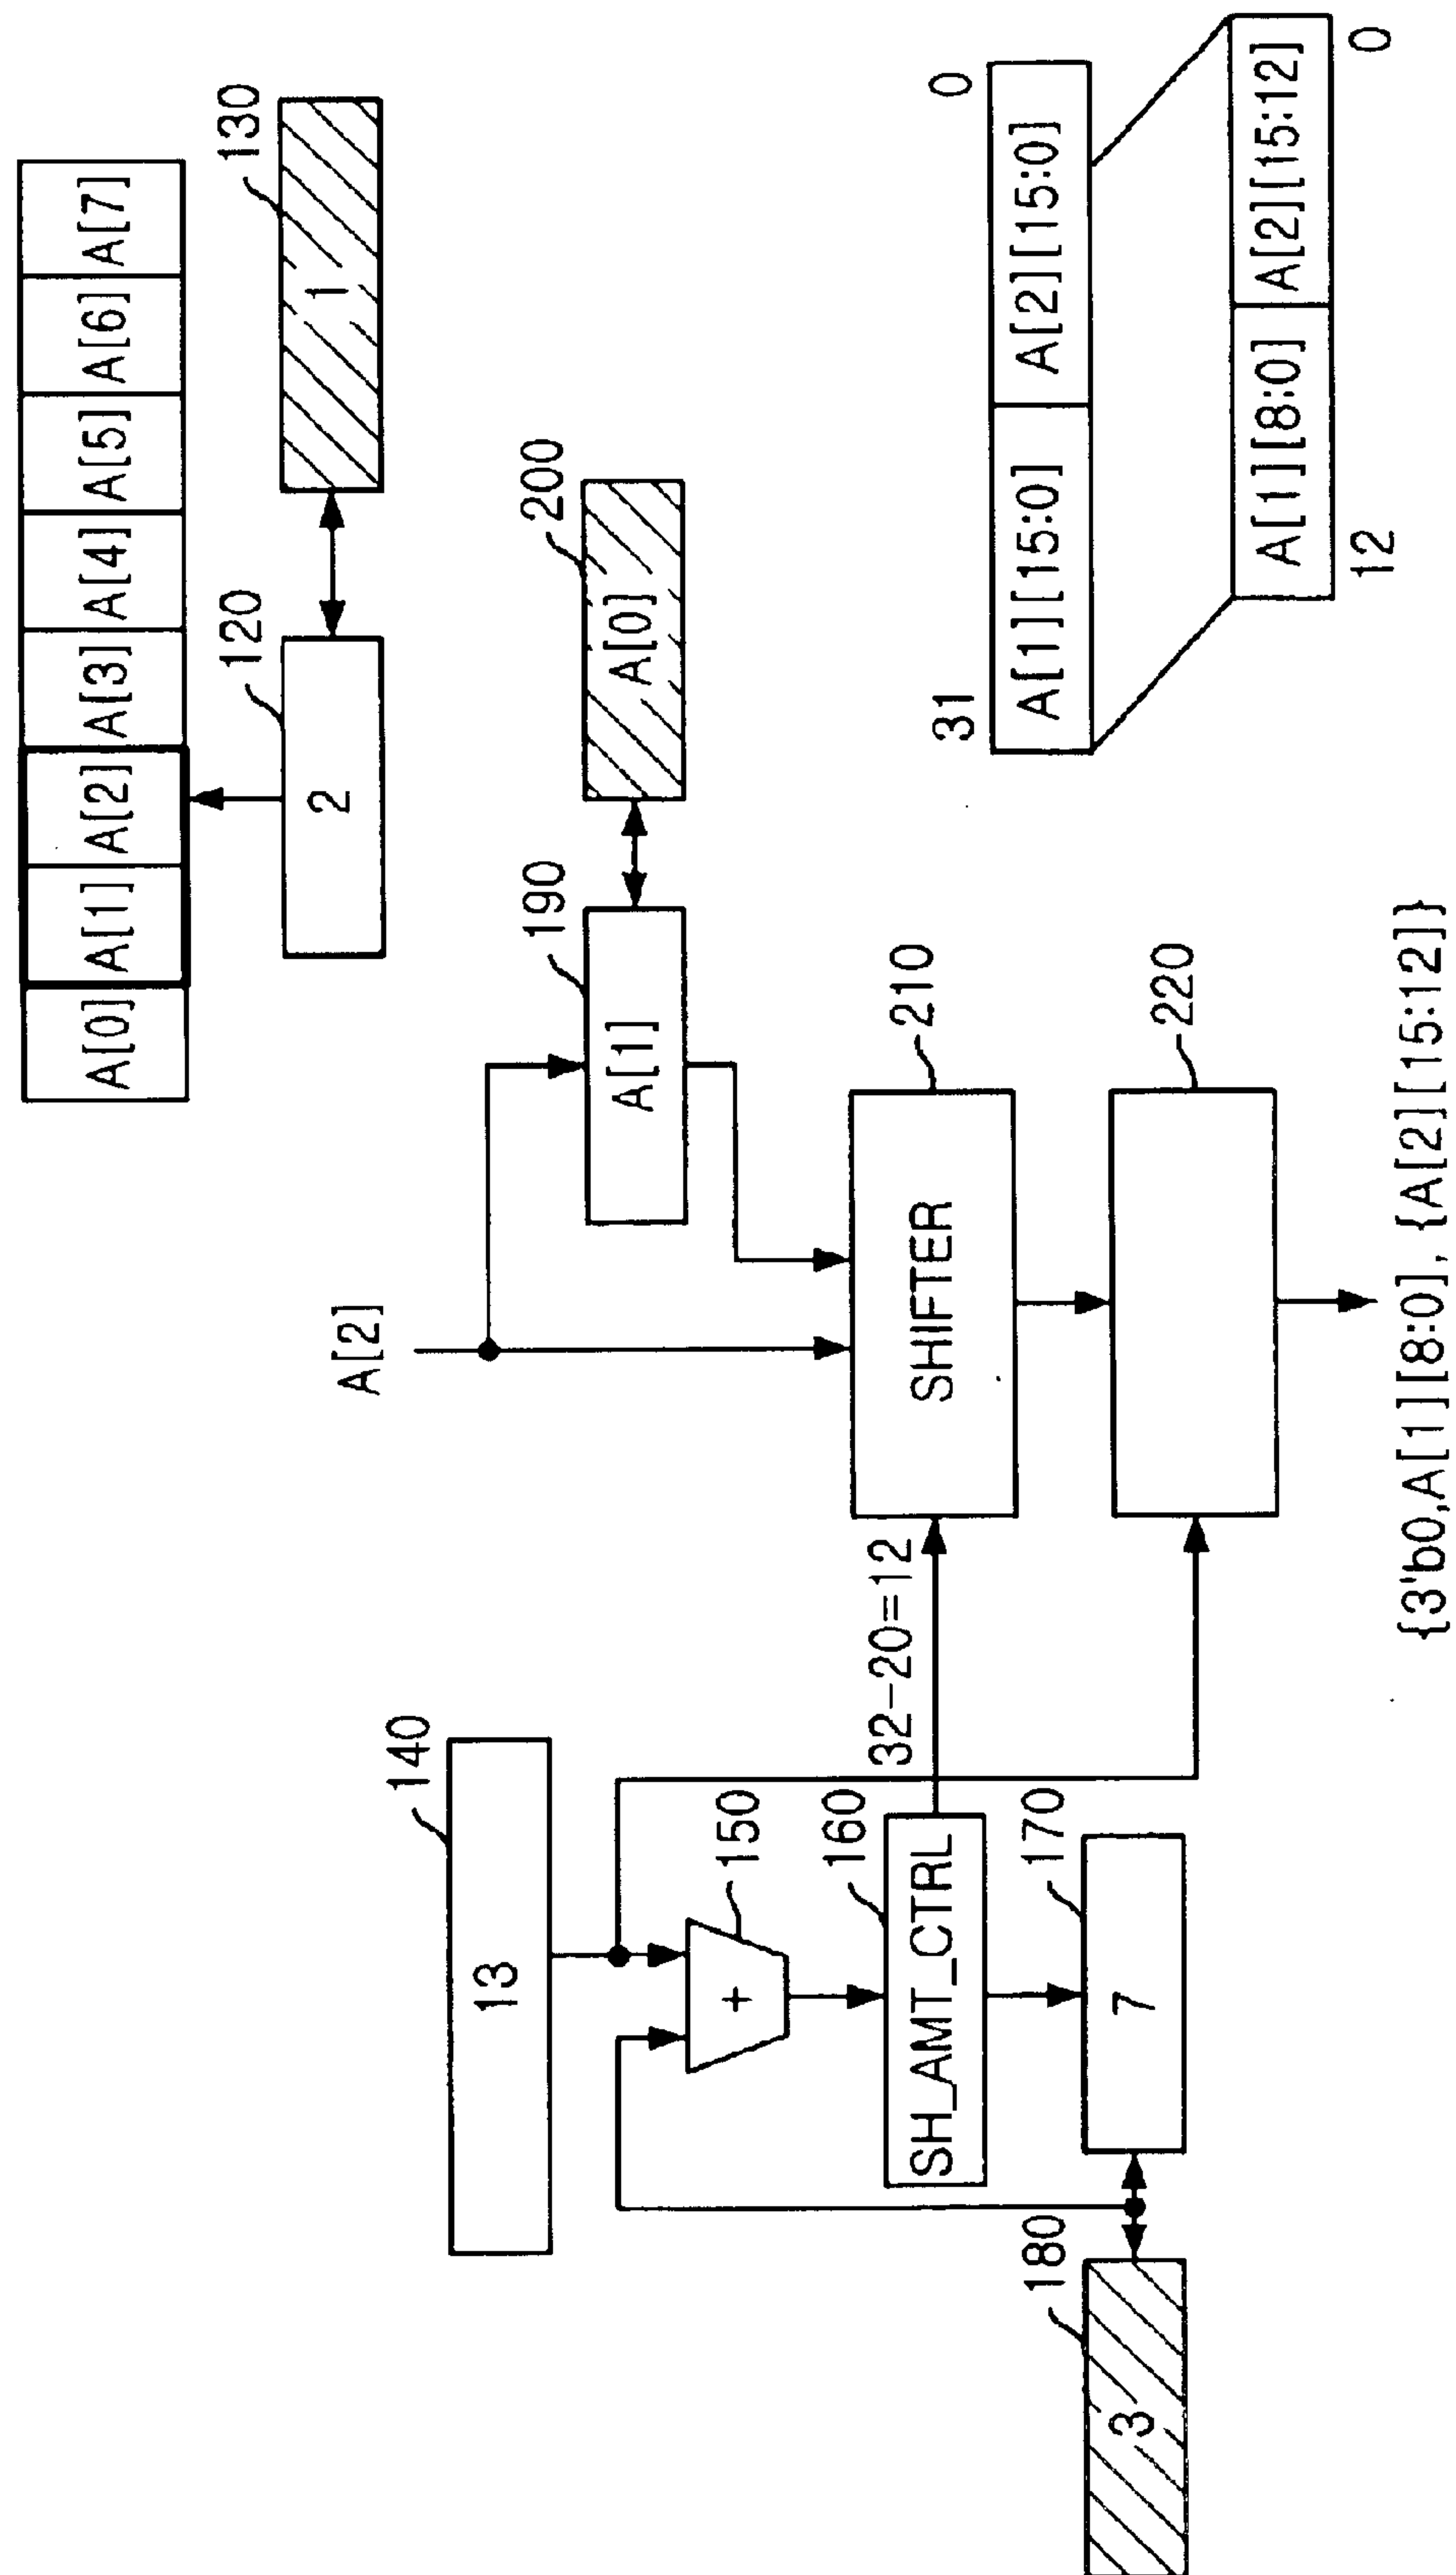 A[0] A[1] A[2] A[3] A[4] A[5] A[6] A[7]
120
130
2
1
A[2]
190
200
A[1]
A[0]
140
13
150
+
32-20=12
160
SH_AMT_CTRL
SHIFTER
210
170
7
180
3
220
{3'b0,A[1][8:0], {A[2][15:12]}
31
0
A[1][15:0] A[2][15:0]
A[1][8:0] A[2][15:12]
12
0